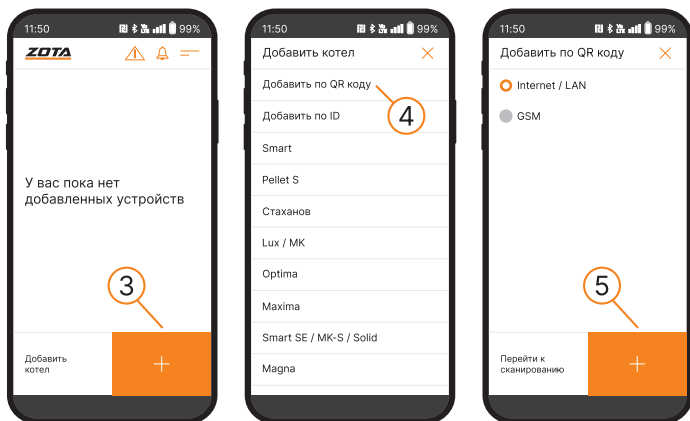 11:50
99%
ZOTA
У вас пока нет
добавленных устройств
3
Добавить
котел
11:50
99%
Добавить котел
Добавить по QR коду
4
Добавить по ID
Smart
Pellet S
Стаханов
Lux / MK
Optima
Maxima
Smart SE / MK-S / Solid
Magna
11:50
99%
Добавить по QR коду
Internet / LAN
GSM
5
Перейти к
сканированию